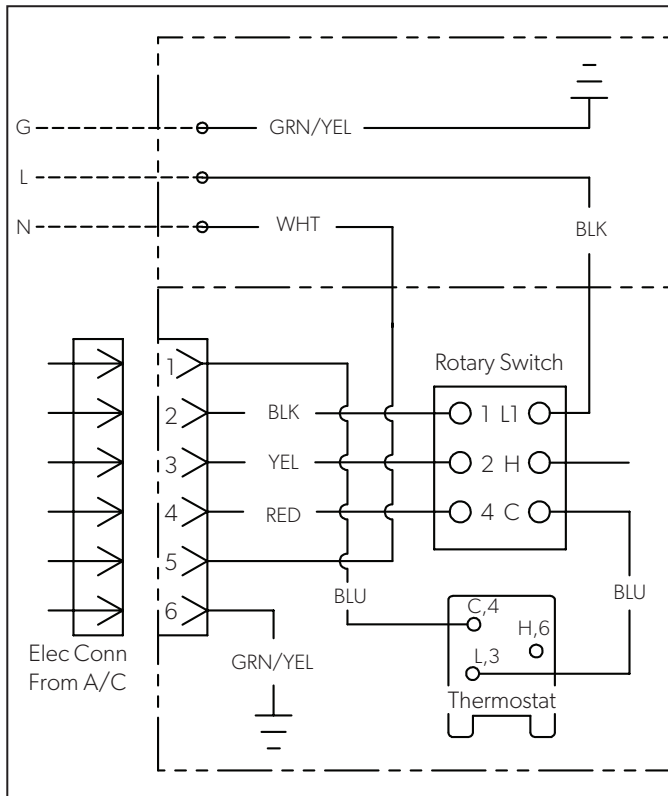 G
GRN/YEL
L
N
WHT
BLK
Rotary Switch
1
2 BLK 1 L1
3 YEL 2 H
4 RED 4 C
5
BLU
BLU
6
C,4
H,6
L,3
Elec Conn
From A/C
GRN/YEL
Thermostat